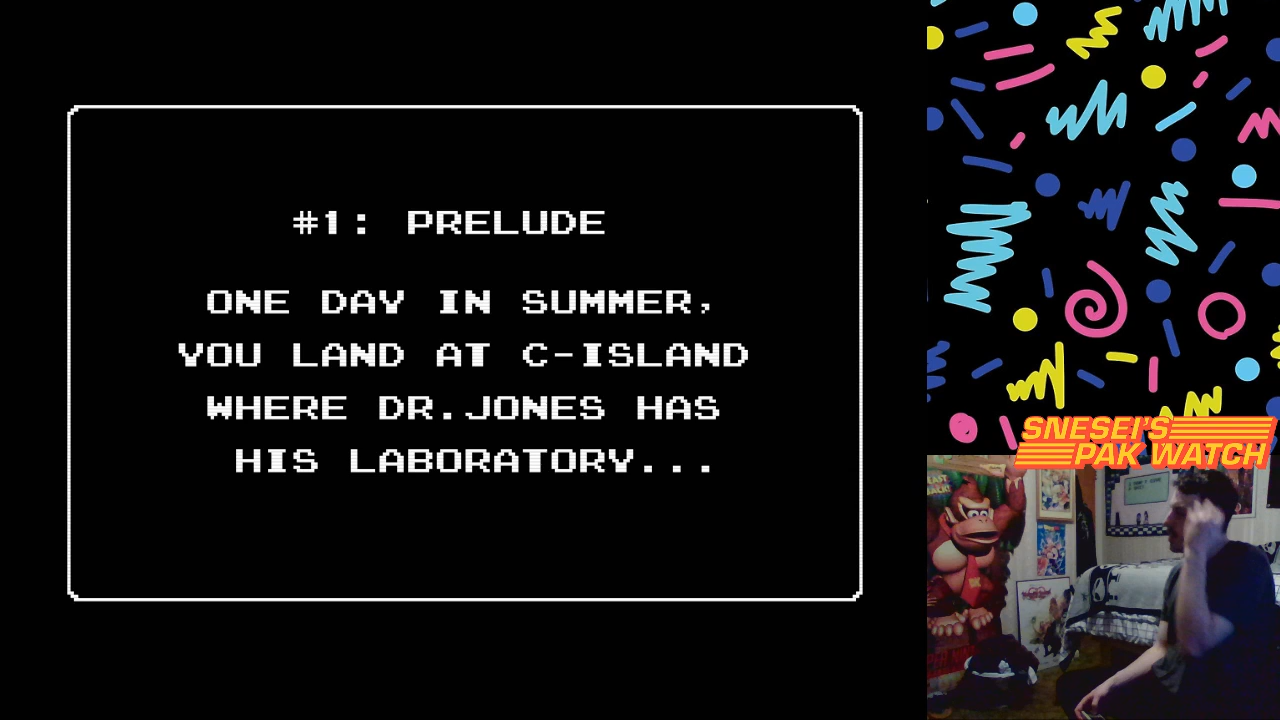 #1: PRELUDE
ONE DAY IN SUMMER,
YOU LAND AT C-ISLAND
WHERE DR.JONES HAS
HIS LABORATORY...
SNESEI'S
PAK WATCH